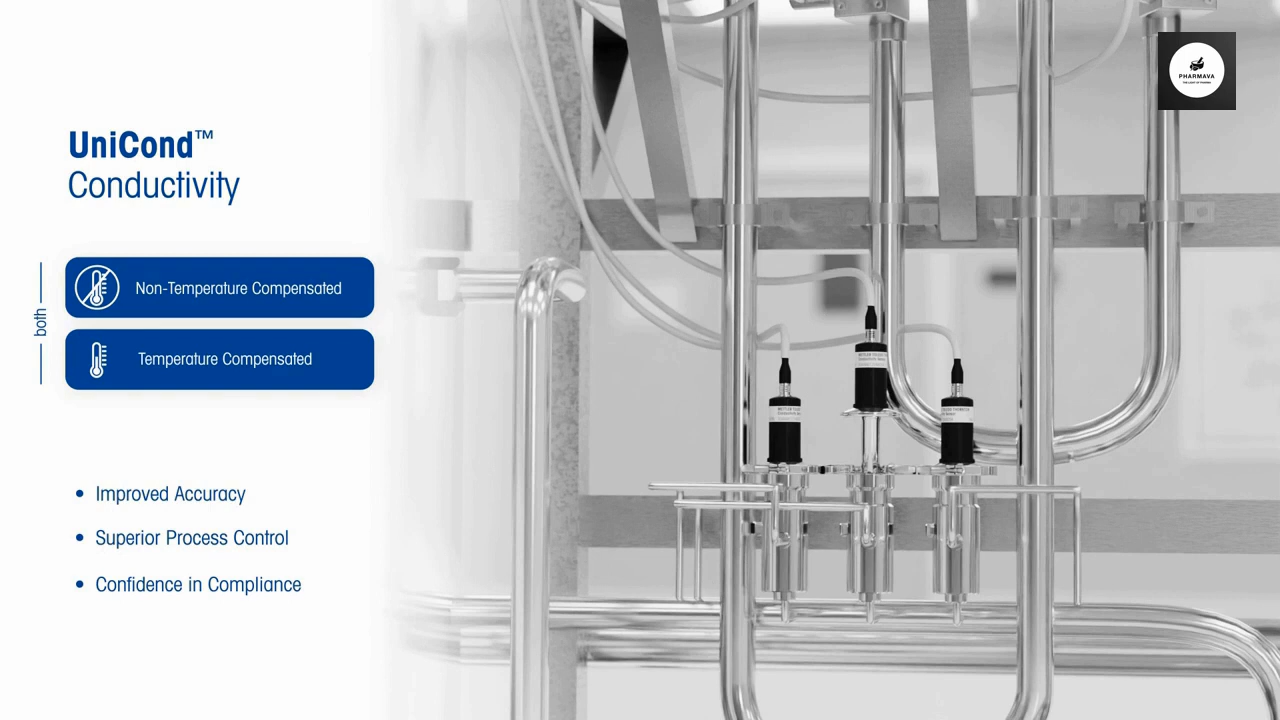 UniCond™
Conductivity
both
Non-Temperature Compensated
Temperature Compensated
• Improved Accuracy
• Superior Process Control
• Confidence in Compliance
PHARMAVA